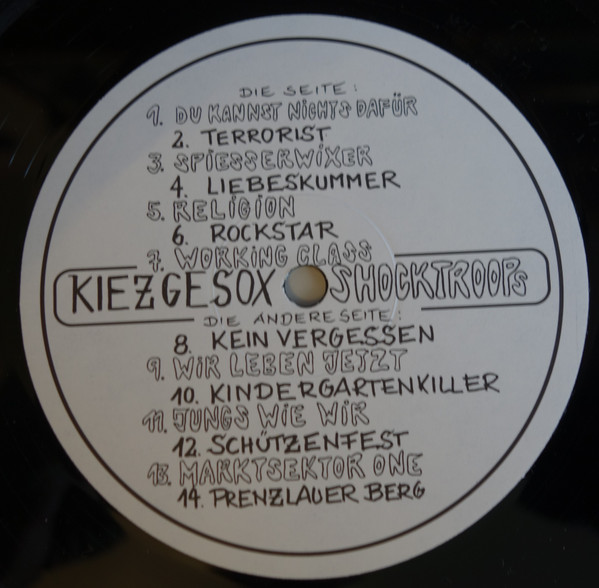 DIE SEITE:
1. DU KANNST NICHTS DAFÜR
2. TERRORIST
3. SPIESSERWIXER
4. LIEBESKUMMER
5. RELIGION
6. ROCKSTAR
7. WORKING CLASS
KIEZGESOX SHOCKTROOPS
DIE ANDERE SEITE:
8. KEIN VERGESSEN
9. WIR LEBEN JETZT
10. KINDERGARTENKILLER
11. JUNGS WIE WIR
12. SCHÜTZENFEST
13. MARKTSEKTOR ONE
14. PRENZLAUER BERG